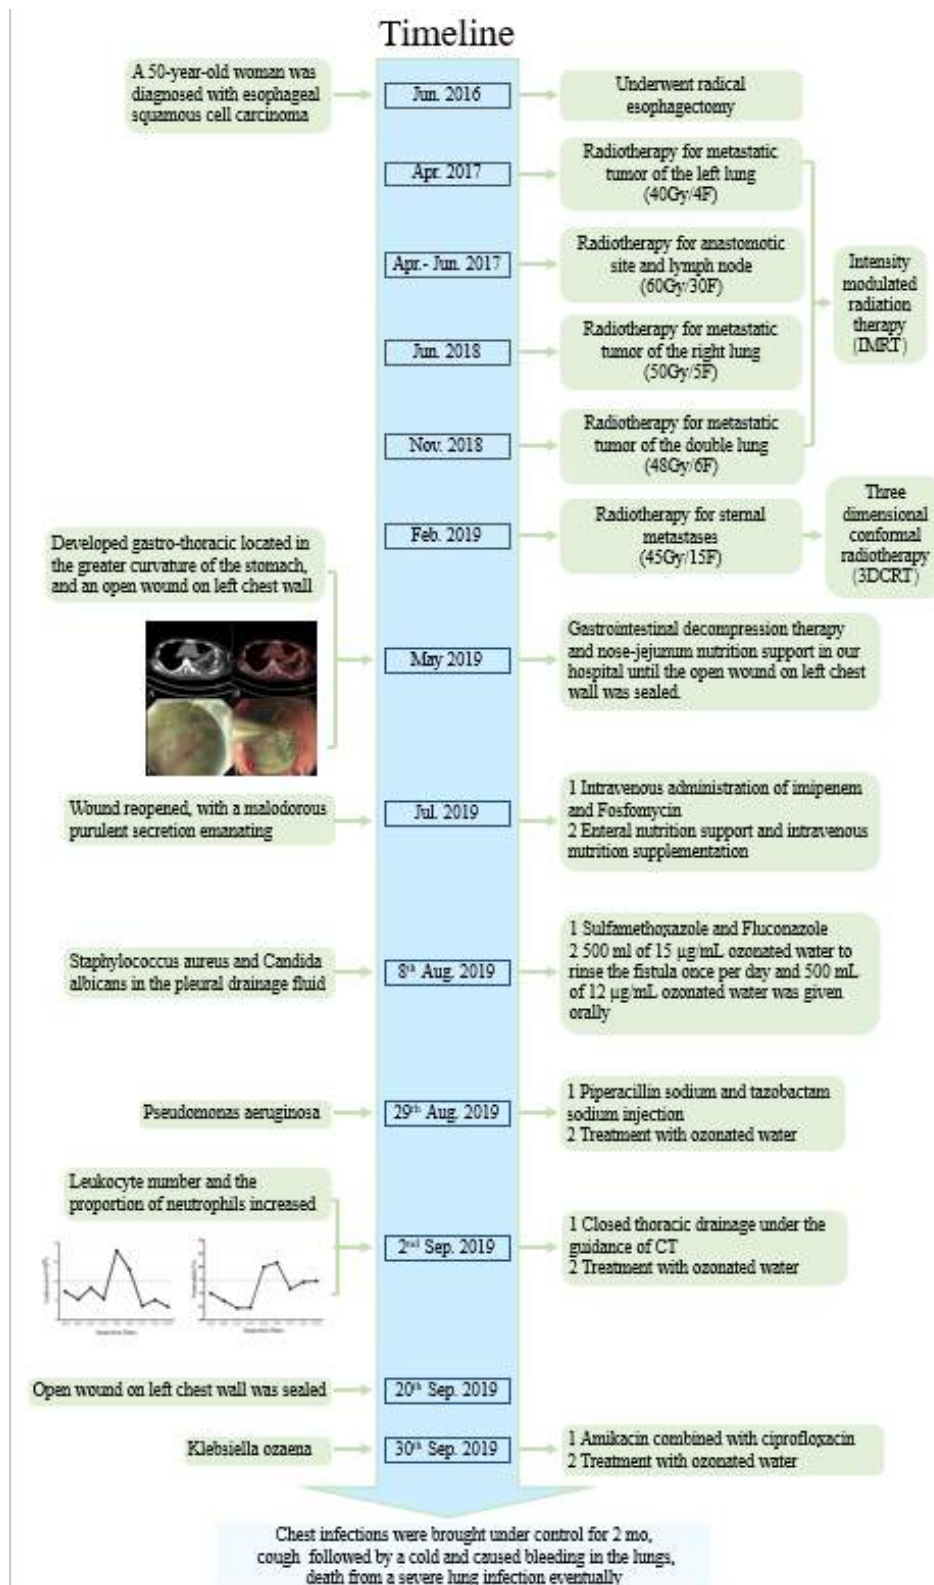 Timeline
A 50-year-old woman was
diagnosed with esophageal
squamous cell carcinoma
Jun. 2016
Underwent radical
esophagectomy
Apr. 2017
Radiotherapy for metastatic
tumor of the left lung
(40Gy/4F)
Apr.- Jun. 2017
Radiotherapy for anastomotic
site and lymph node
(60Gy/30F)
Jun. 2018
Radiotherapy for metastatic
tumor of the right lung
(50Gy/5F)
Nov. 2018
Radiotherapy for metastatic
tumor of the double lung
(48Gy/6F)
Intensity
modulated
radiation
therapy
(IMRT)
Feb. 2019
Radiotherapy for sternal
metastases
(45Gy/15F)
Three
dimensional
conformal
radiotherapy
(3DCRT)
Developed gastro-thoracic located in
the greater curvature of the stomach,
and an open wound on left chest wall
May 2019
Gastrointestinal decompression therapy
and nose-jejunum nutrition support in our
hospital until the open wound on left chest
wall was sealed.
Wound reopened, with a malodorous
purulent secretion emanating
Jul. 2019
1 Intravenous administration of imipenem
and Fosfomycin
2 Enteral nutrition support and intravenous
nutrition supplementation
Staphylococcus aureus and Candida
albicans in the pleural drainage fluid
8th Aug. 2019
1 Sulfamethoxazole and Fluconazole
2 500 ml of 15 μg/mL ozonated water to
rinse the fistula once per day and 500 mL
of 12 μg/mL ozonated water was given
orally
Pseudomonas aeruginosa
29th Aug. 2019
1 Piperacillin sodium and tazobactam
sodium injection
2 Treatment with ozonated water
Leukocyte number and the
proportion of neutrophils increased
2nd Sep. 2019
1 Closed thoracic drainage under the
guidance of CT
2 Treatment with ozonated water
Open wound on left chest wall was sealed
20th Sep. 2019
Klebsiella ozaena
30th Sep. 2019
1 Amikacin combined with ciprofloxacin
2 Treatment with ozonated water
Chest infections were brought under control for 2 mo,
cough followed by a cold and caused bleeding in the lungs,
death from a severe lung infection eventually